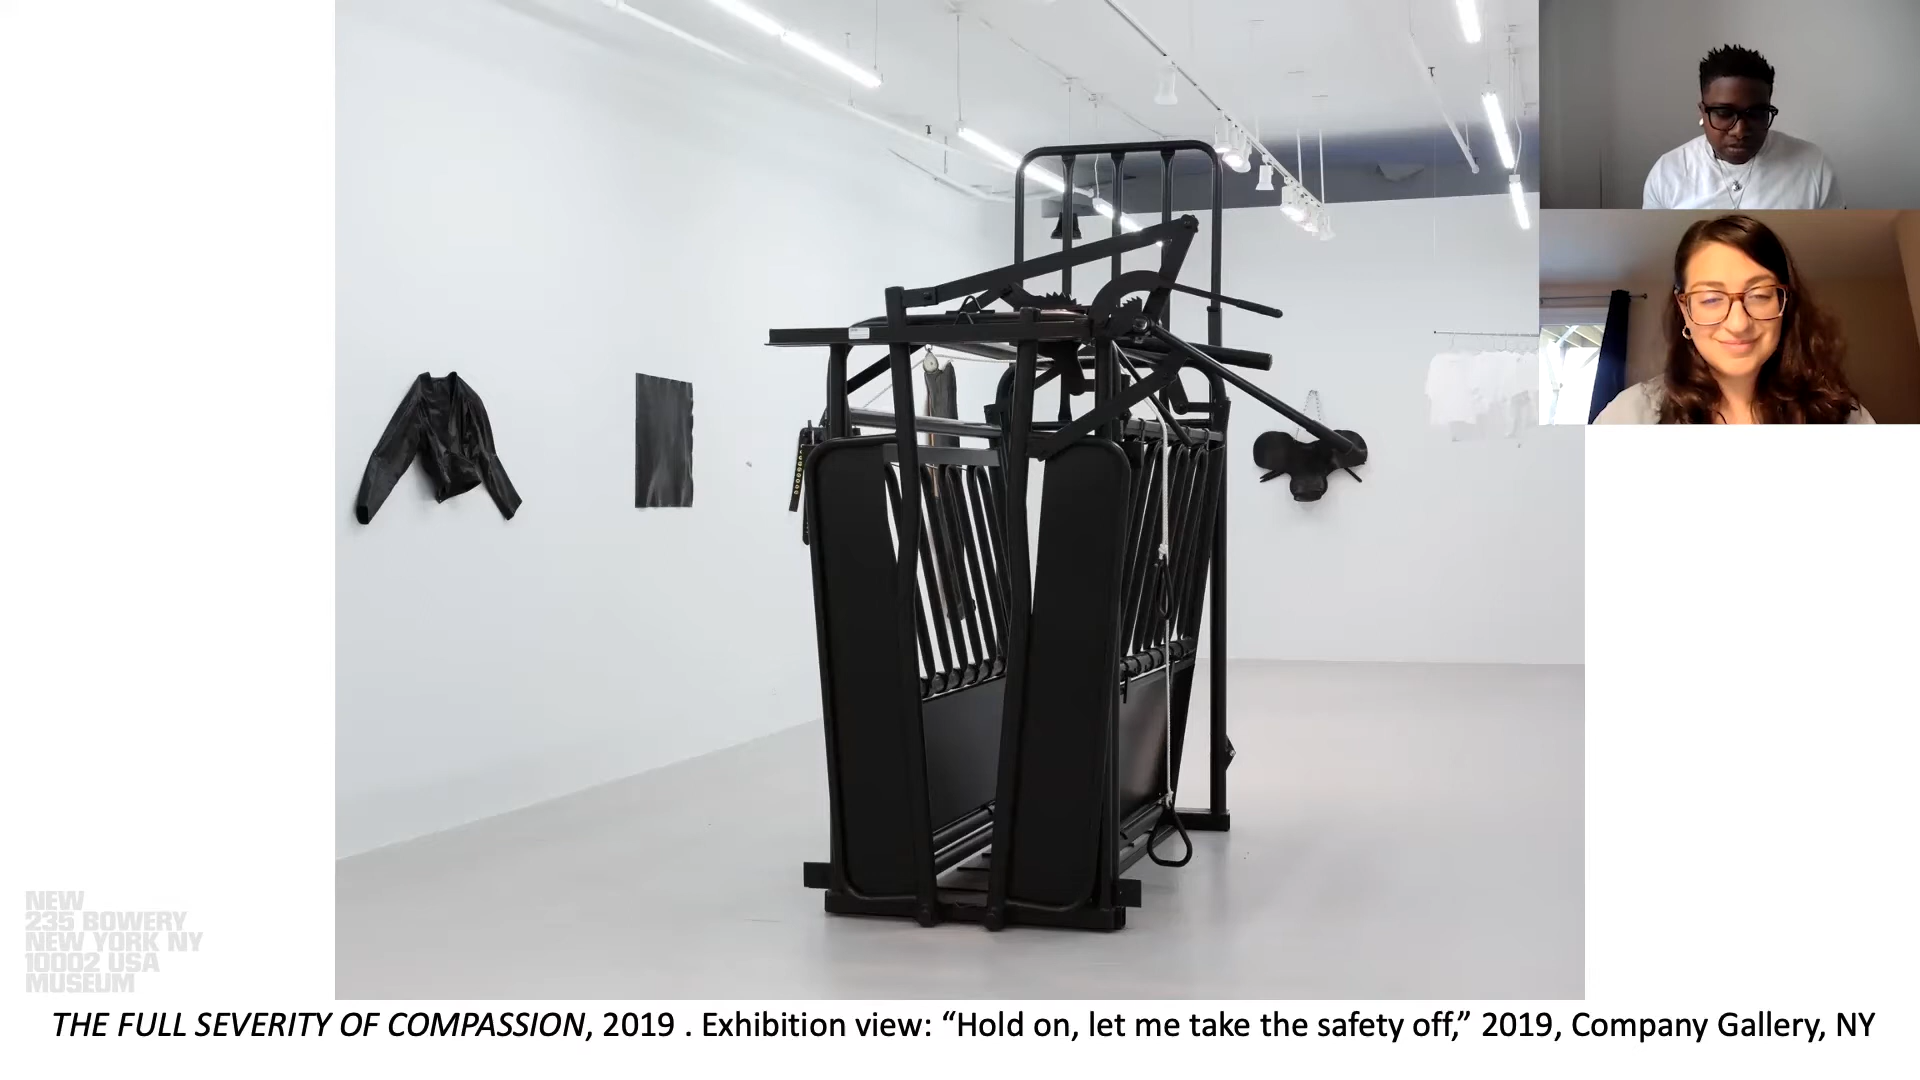 NEW
235 BOWERY
NEW YORK NY
10002 USA
MUSEUM
THE FULL SEVERITY OF COMPASSION, 2019 . Exhibition view: “Hold on, let me take the safety off,” 2019, Company Gallery, NY